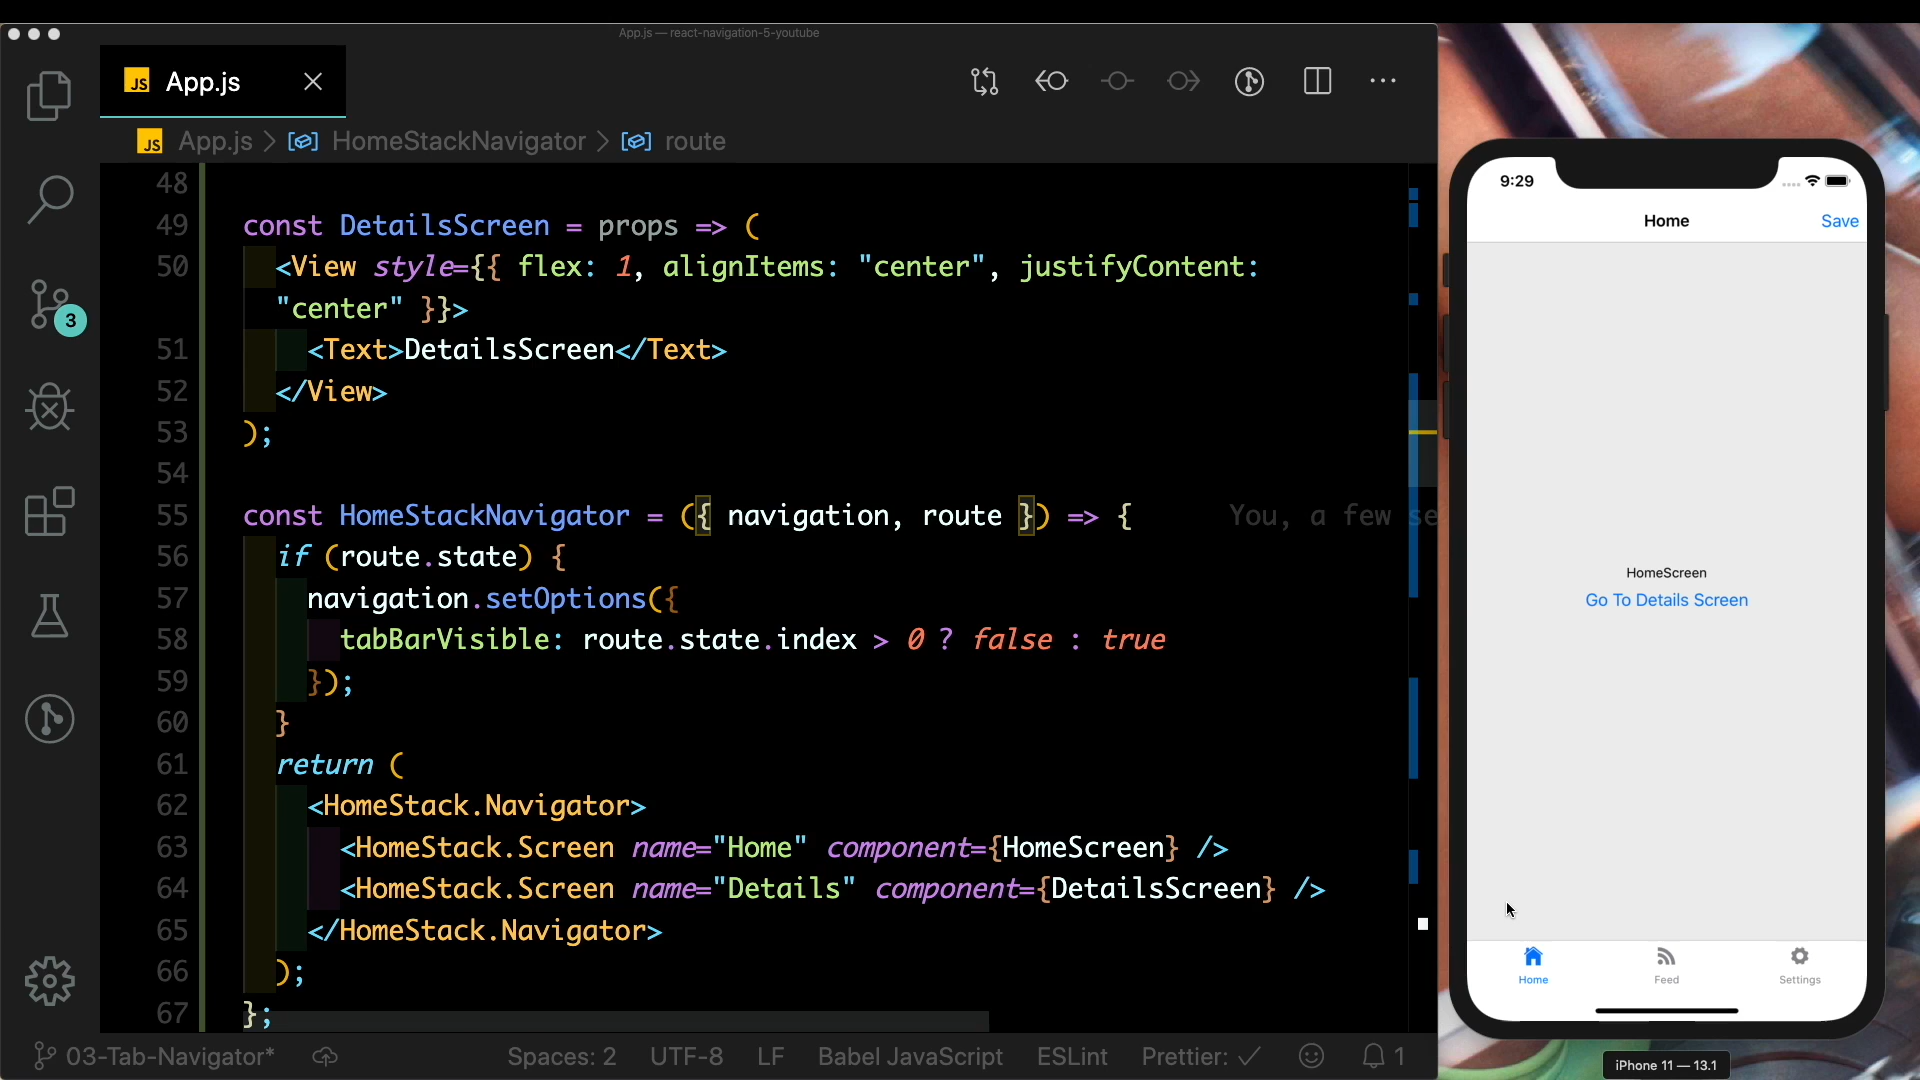 App.js — react-navigation-5-youtube
JS App.js
JS App.js > HomeStackNavigator > route
48
49 const DetailsScreen = props => (
50 <View style={{ flex: 1, alignItems: "center", justifyContent:
"center" }}>
51 <Text>DetailsScreen</Text>
52 </View>
53 );
54
55 const HomeStackNavigator = ({ navigation, route }) => { You, a few se
56 if (route.state) {
57 navigation.setOptions({
58 tabBarVisible: route.state.index > 0 ? false : true
59 });
60 }
61 return (
62 <HomeStack.Navigator>
63 <HomeStack.Screen name="Home" component={HomeScreen} />
64 <HomeStack.Screen name="Details" component={DetailsScreen} />
65 </HomeStack.Navigator>
66 );
67 };
3
03-Tab-Navigator* Spaces: 2 UTF-8 LF Babel JavaScript ESLint Prettier: ✓ 1
9:29
Home Save
HomeScreen
Go To Details Screen
Home Feed Settings
iPhone 11 — 13.1